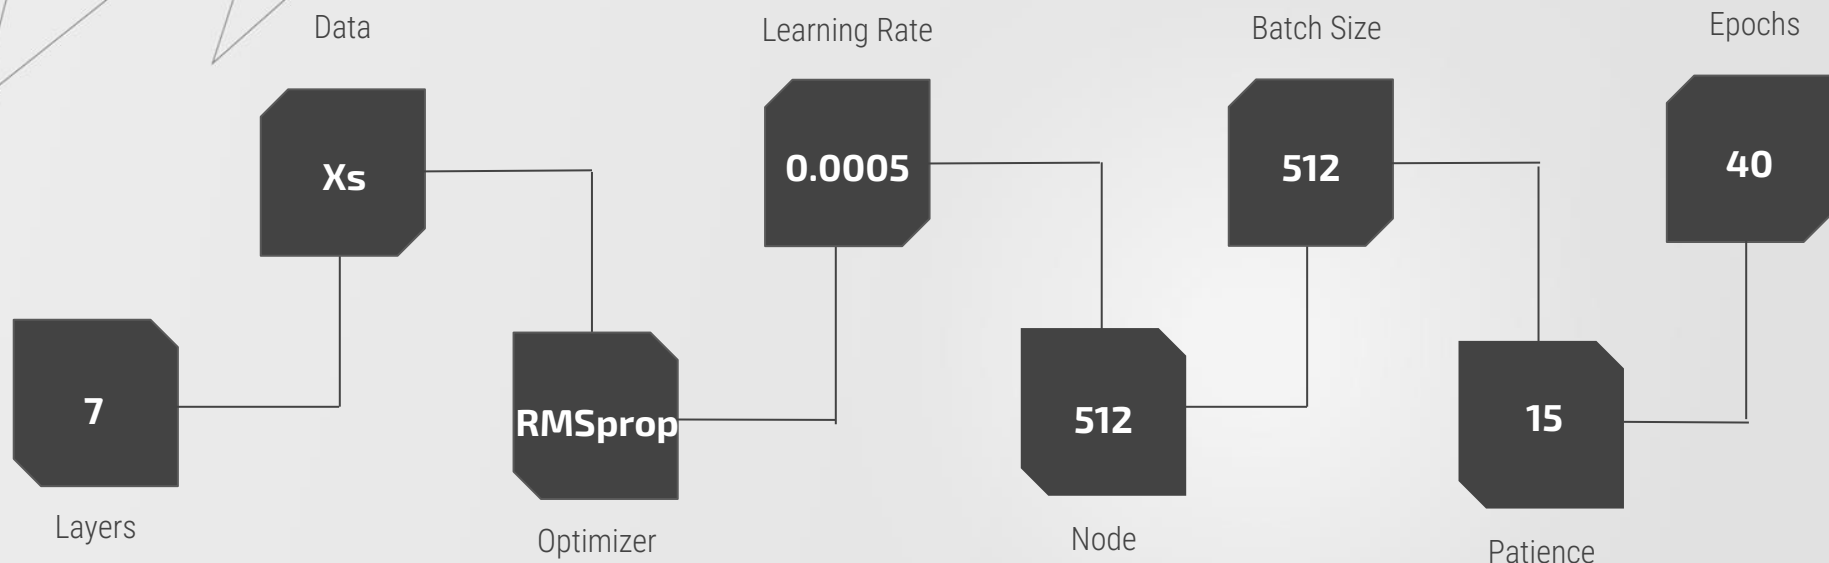 Data
Learning Rate
Batch Size
Epochs
Xs
0.0005
512
40
7
RMSprop
512
15
Layers
Optimizer
Node
Patience